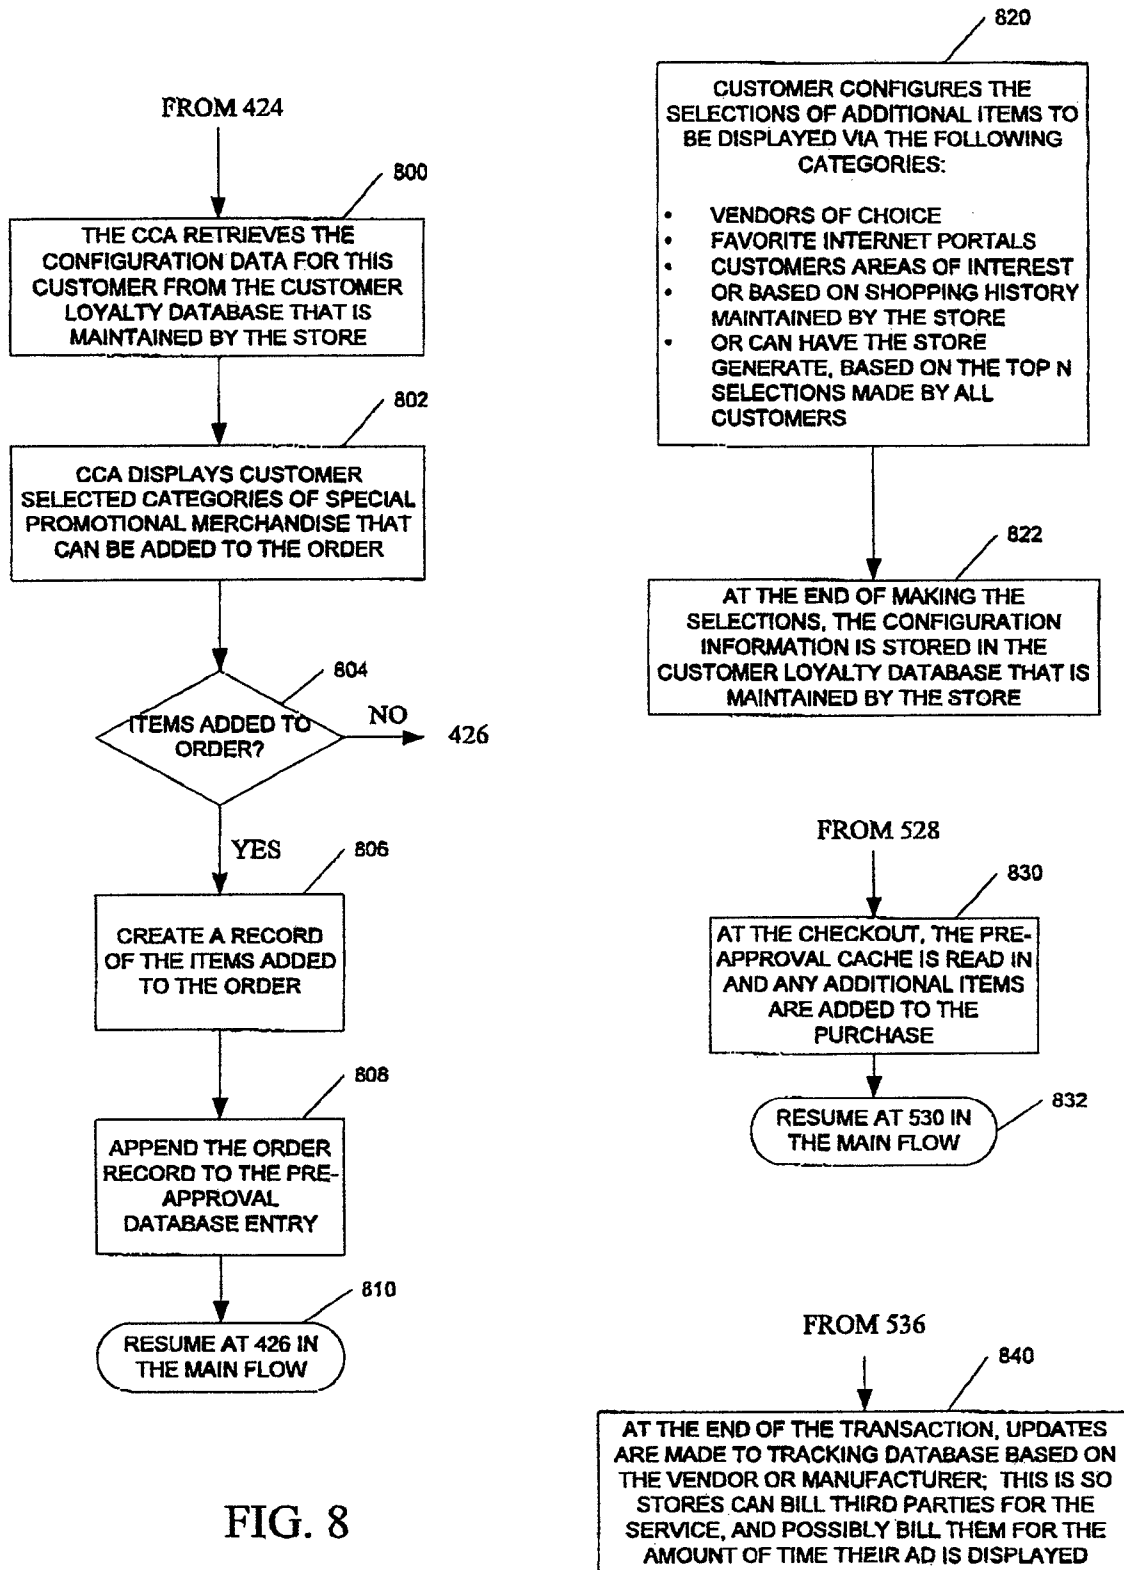 FROM 424
800
THE CCA RETRIEVES THE
CONFIGURATION DATA FOR THIS
CUSTOMER FROM THE CUSTOMER
LOYALTY DATABASE THAT IS
MAINTAINED BY THE STORE
802
CCA DISPLAYS CUSTOMER
SELECTED CATEGORIES OF SPECIAL
PROMOTIONAL MERCHANDISE THAT
CAN BE ADDED TO THE ORDER
804
ITEMS ADDED TO
ORDER?
NO
426
YES
806
CREATE A RECORD
OF THE ITEMS ADDED
TO THE ORDER
808
APPEND THE ORDER
RECORD TO THE PRE-
APPROVAL
DATABASE ENTRY
810
RESUME AT 426 IN
THE MAIN FLOW
FIG. 8
820
CUSTOMER CONFIGURES THE
SELECTIONS OF ADDITIONAL ITEMS TO
BE DISPLAYED VIA THE FOLLOWING
CATEGORIES:
• VENDORS OF CHOICE
• FAVORITE INTERNET PORTALS
• CUSTOMERS AREAS OF INTEREST
• OR BASED ON SHOPPING HISTORY
MAINTAINED BY THE STORE
• OR CAN HAVE THE STORE
GENERATE, BASED ON THE TOP N
SELECTIONS MADE BY ALL
CUSTOMERS
822
AT THE END OF MAKING THE
SELECTIONS, THE CONFIGURATION
INFORMATION IS STORED IN THE
CUSTOMER LOYALTY DATABASE THAT IS
MAINTAINED BY THE STORE
FROM 528
830
AT THE CHECKOUT, THE PRE-
APPROVAL CACHE IS READ IN
AND ANY ADDITIONAL ITEMS
ARE ADDED TO THE
PURCHASE
832
RESUME AT 530 IN
THE MAIN FLOW
FROM 536
840
AT THE END OF THE TRANSACTION, UPDATES
ARE MADE TO TRACKING DATABASE BASED ON
THE VENDOR OR MANUFACTURER; THIS IS SO
STORES CAN BILL THIRD PARTIES FOR THE
SERVICE, AND POSSIBLY BILL THEM FOR THE
AMOUNT OF TIME THEIR AD IS DISPLAYED